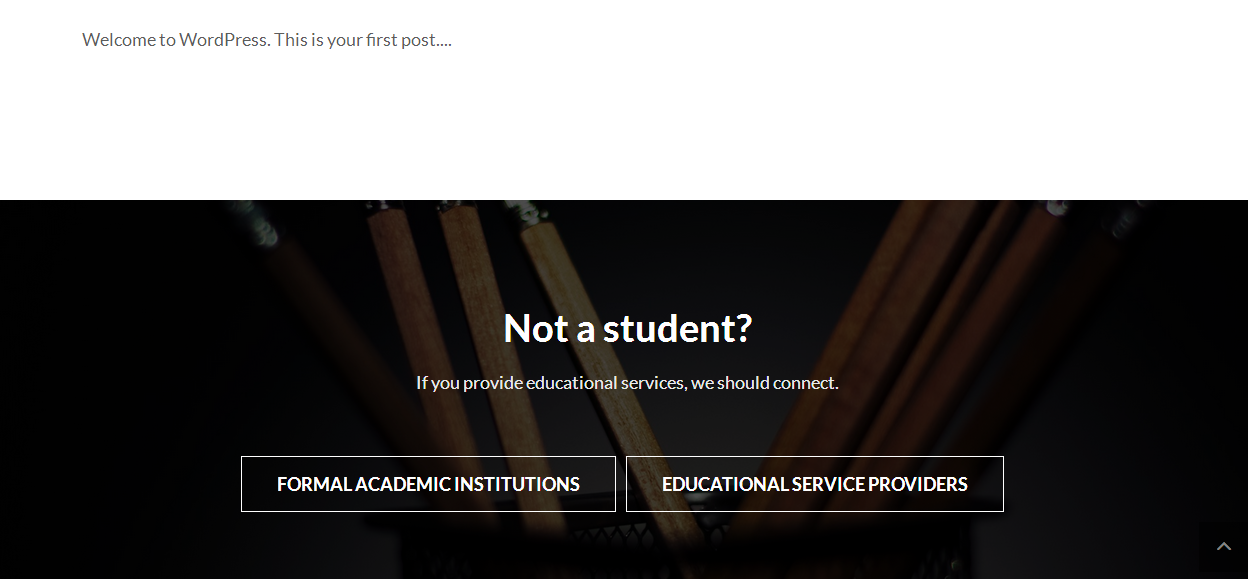 Welcome to WordPress. This is your first post....
Not a student?
If you provide educational services, we should connect.
FORMAL ACADEMIC INSTITUTIONS
EDUCATIONAL SERVICE PROVIDERS